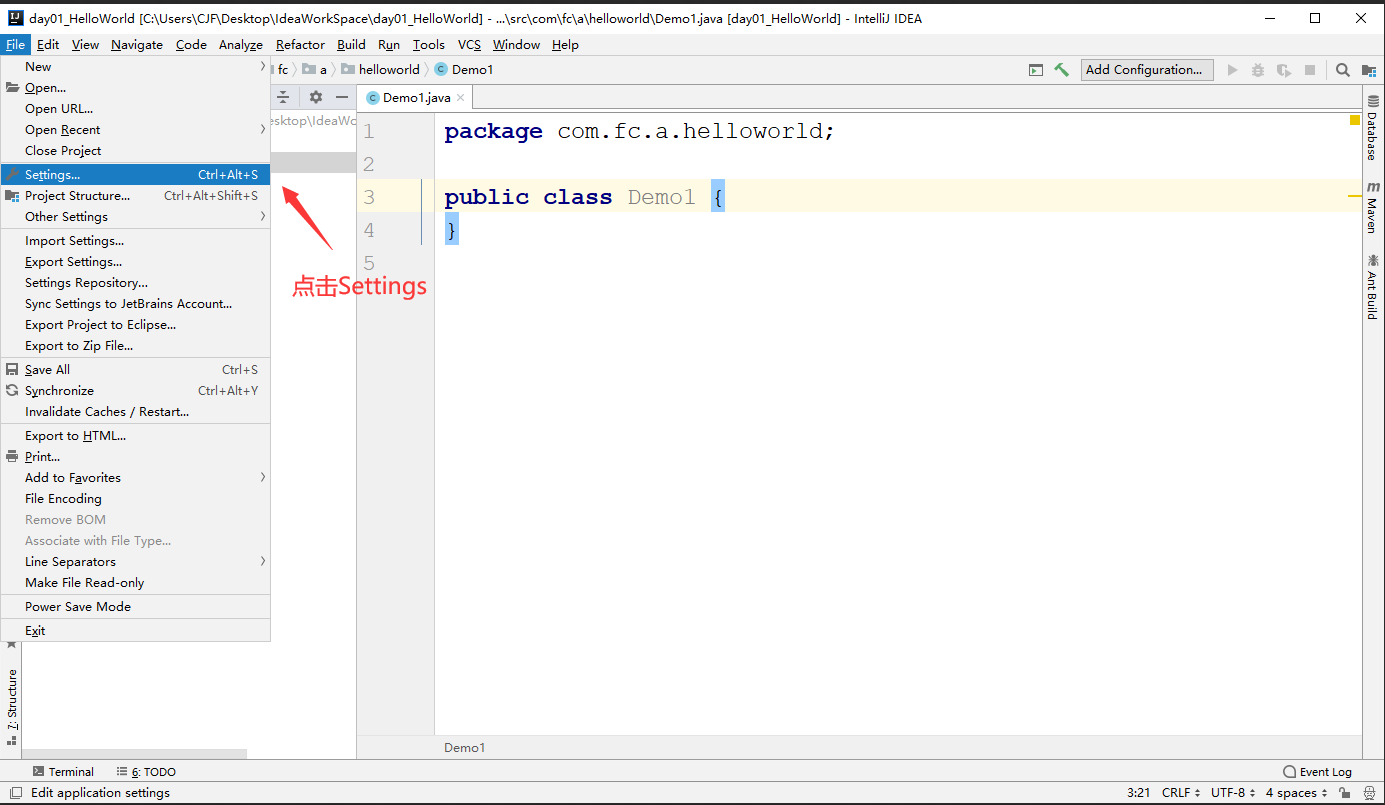 day01_HelloWorld [C:\Users\CJF\Desktop\IdeaWorkSpace\day01_HelloWorld] - ...\src\com\fc\a\helloworld\Demo1.java [day01_HelloWorld] - IntelliJ IDEA
File Edit View Navigate Code Analyze Refactor Build Run Tools VCS Window Help
fc a helloworld Demo1 Add Configuration...
New
Open...
Open URL...
Open Recent
Close Project
Settings... Ctrl+Alt+S
Project Structure... Ctrl+Alt+Shift+S
Other Settings
Import Settings...
Export Settings...
Settings Repository...
Sync Settings to JetBrains Account...
Export Project to Eclipse...
Export to Zip File...
Save All Ctrl+S
Synchronize Ctrl+Alt+Y
Invalidate Caches / Restart...
Export to HTML...
Print...
Add to Favorites
File Encoding
Remove BOM
Associate with File Type...
Line Separators
Make File Read-only
Power Save Mode
Exit
Demo1.java
1 package com.fc.a.helloworld;
2
3 public class Demo1 {
4 }
5
点击Settings
Database
Maven
Ant Build
7: Structure
Demo1
Terminal 6: TODO Event Log
Edit application settings 3:21 CRLF UTF-8 4 spaces